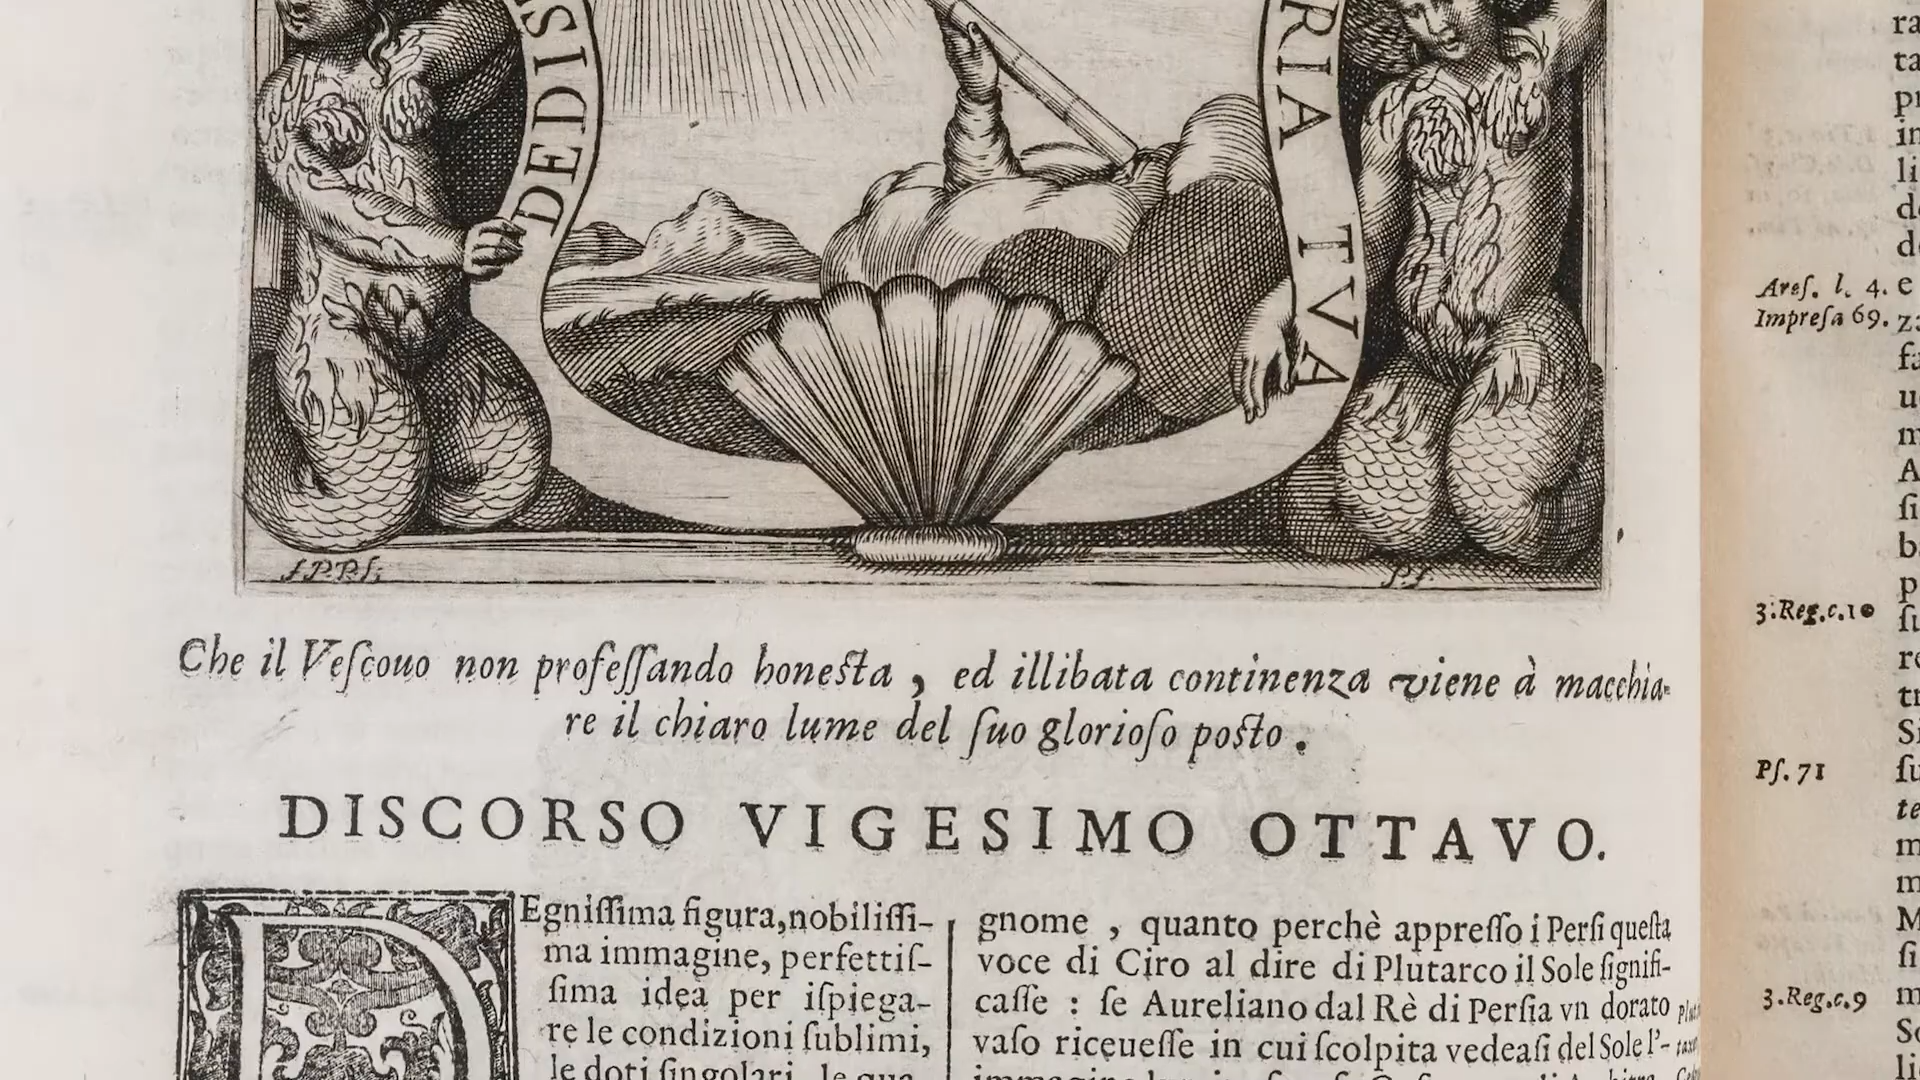 DEDIS
RIA TVA
Che il Veſcouo non profeſſando honeſta, ed illibata continenza viene à macchia-
re il chiaro lume del ſuo glorioſo poſto.
DISCORSO VIGESIMO OTTAVO.
DEgniſſima figura, nobiliſſi-
ma immagine, perfettiſ-
ſima idea per iſpiega-
re le condizioni ſublimi,
le doti ſingolari, le qua-
gnome, quanto perchè appreſſo i Perſi queſta
voce di Ciro al dire di Plutarco il Sole ſignifi-
caſſe: ſe Aureliano dal Rè di Perſia vn dorato
vaſo riceueſſe in cui ſcolpita vedeaſi del Sole l'-
Areſ. l. 4.
Impreſa 69.
3. Reg. c. 10
Pſ. 71
3. Reg. c. 9